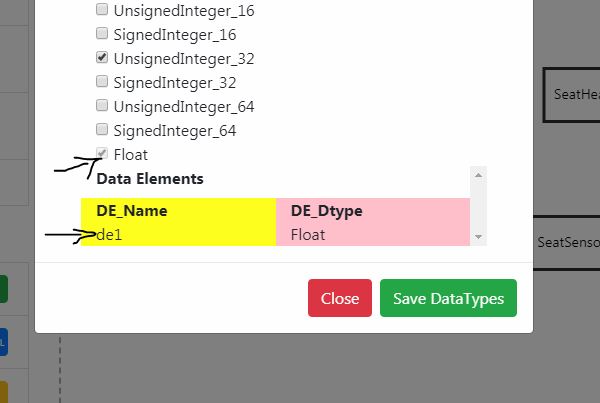 UnsignedInteger_16
SignedInteger_16
UnsignedInteger_32
SignedInteger_32
UnsignedInteger_64
SignedInteger_64
Float
Data Elements
DE_Name DE_Dtype
de1 Float
Close Save DataTypes
SeatHea
SeatSenso
L